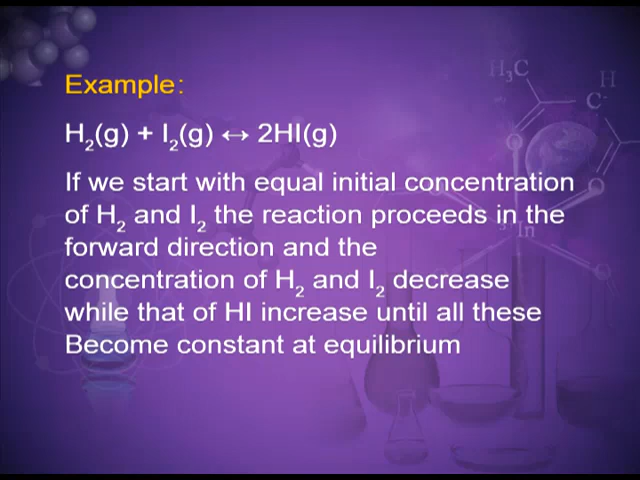 Example:
H₂(g) + I₂(g) ↔ 2HI(g)
If we start with equal initial concentration
of H₂ and I₂ the reaction proceeds in the
forward direction and the
concentration of H₂ and I₂ decrease
while that of HI increase until all these
Become constant at equilibrium
H₃C
H
C
In